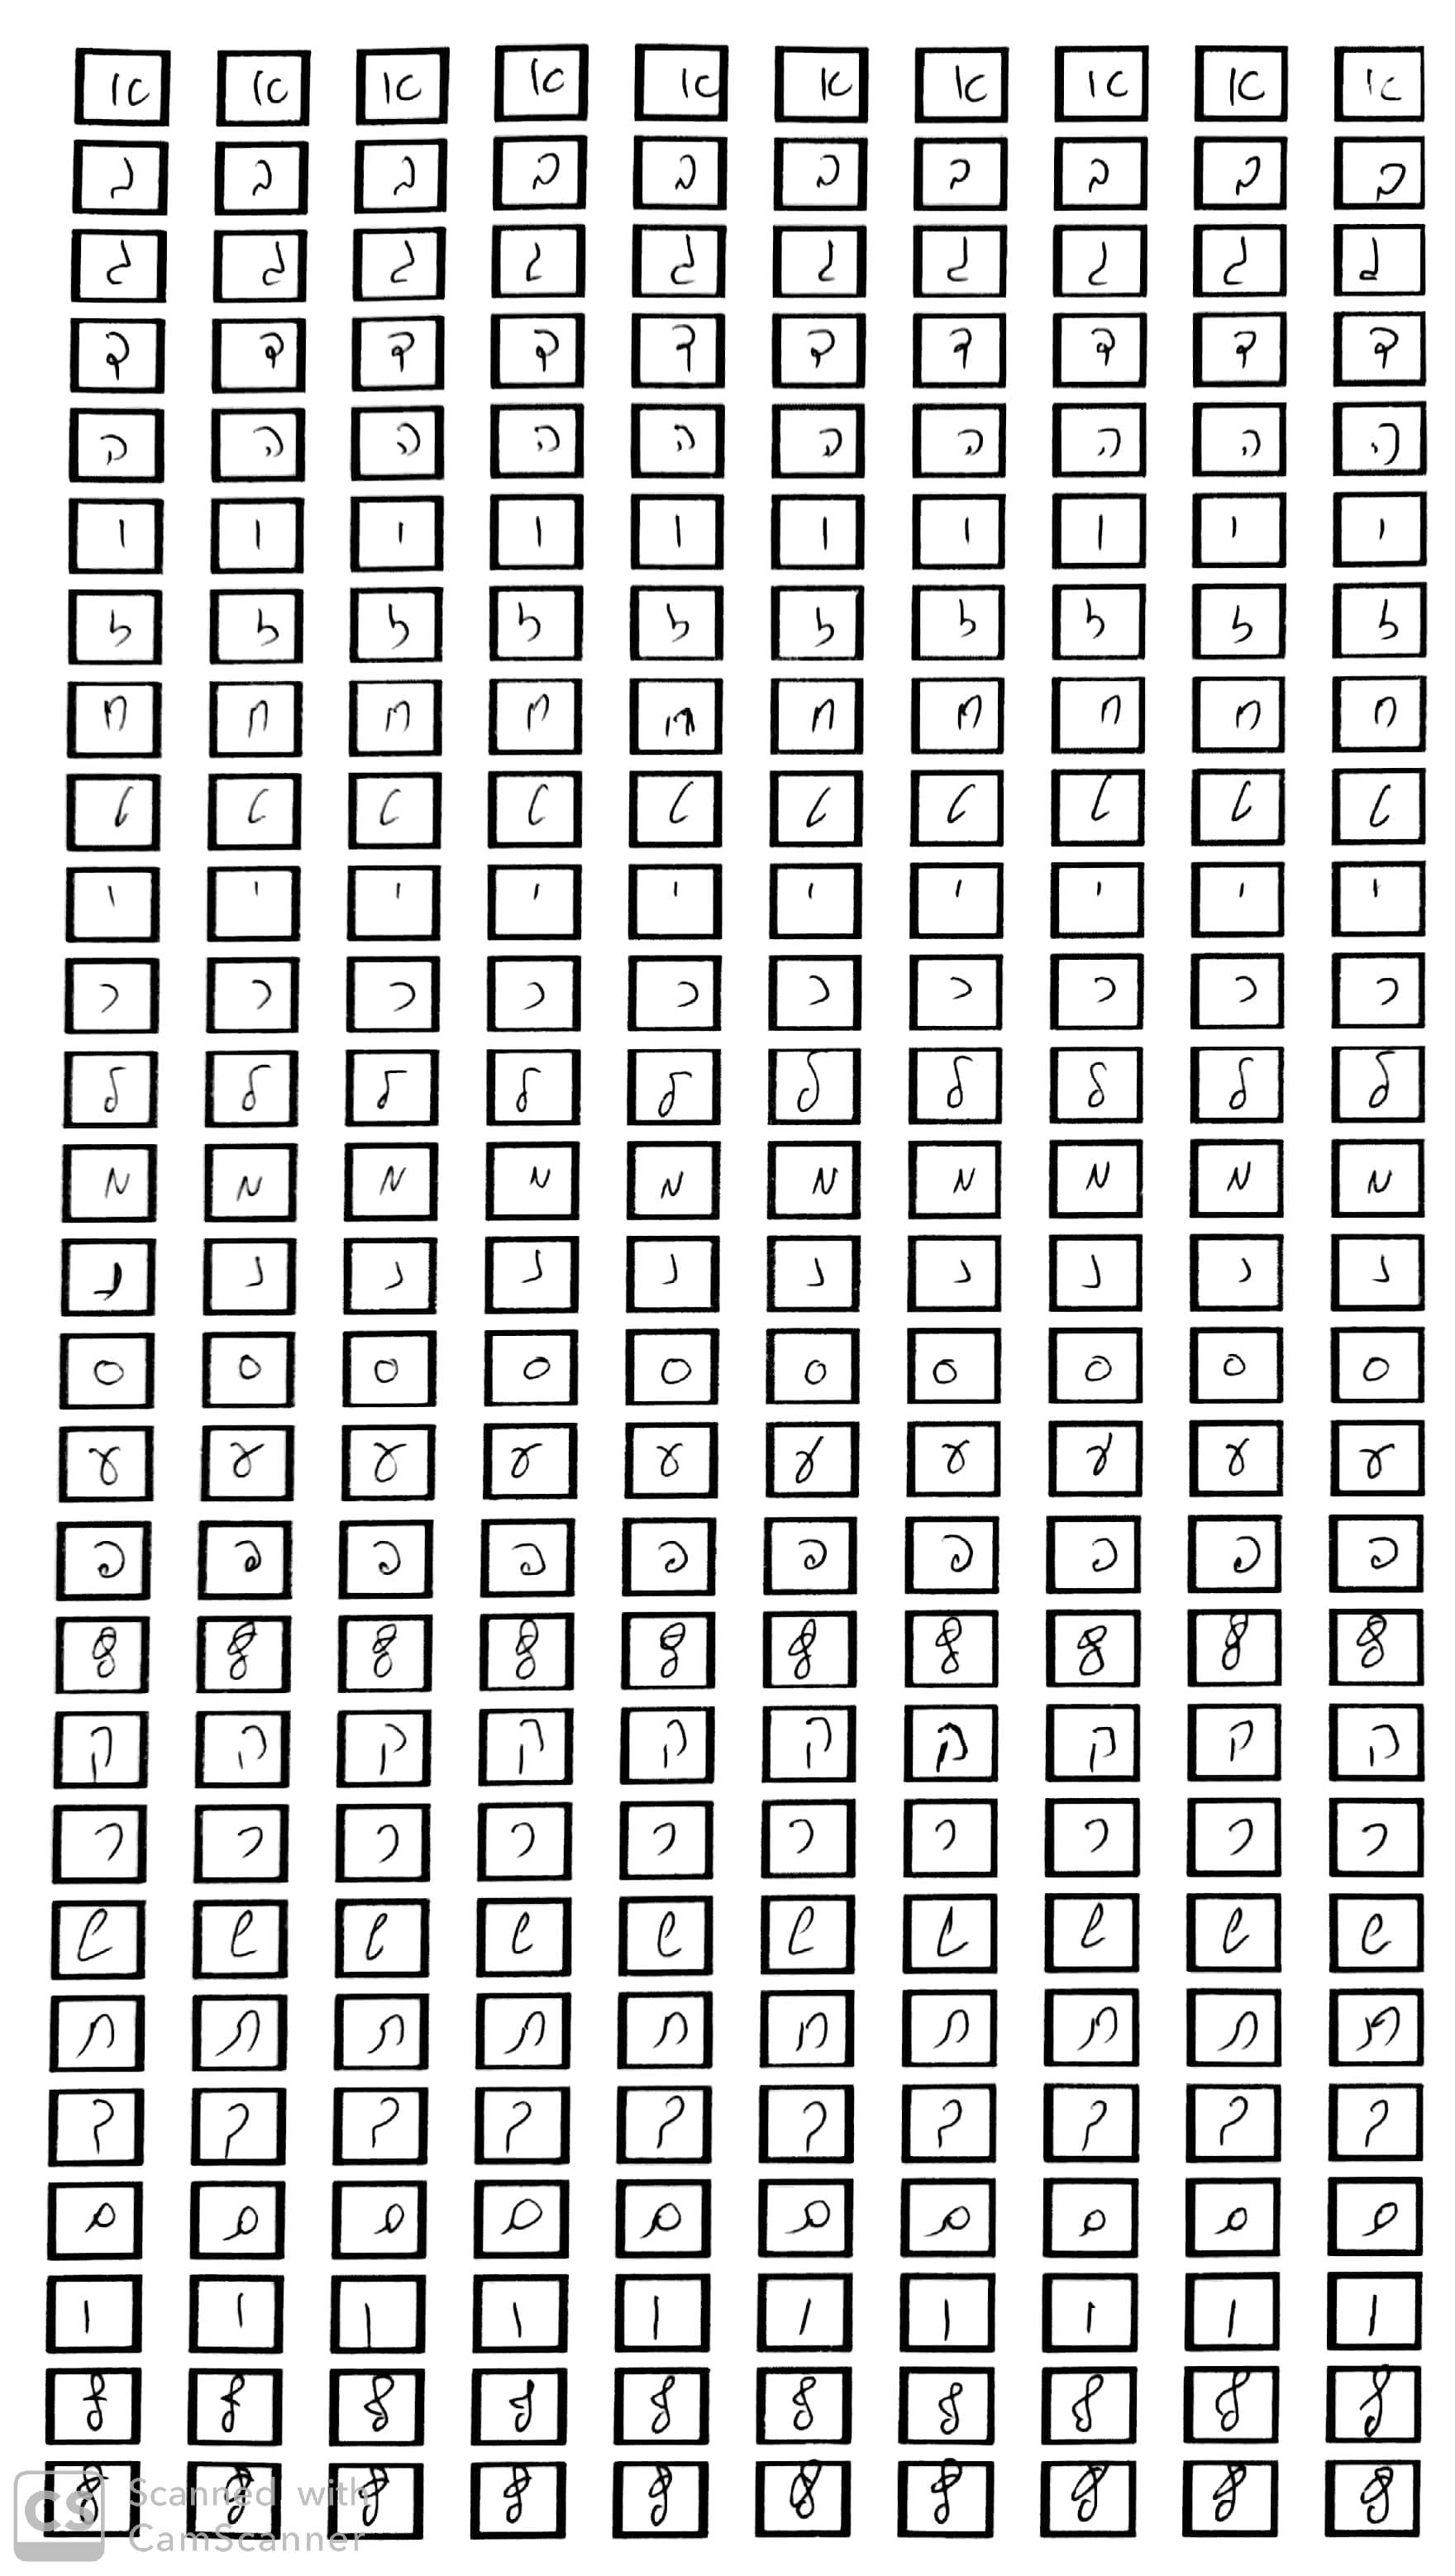 א א א א א א א א א א
ב ב ב ב ב ב ב ב ב ב
ג ג ג ג ג ג ג ג ג ג
ד ד ד ד ד ד ד ד ד ד
ה ה ה ה ה ה ה ה ה ה
ו ו ו ו ו ו ו ו ו ו
ז ז ז ז ז ז ז ז ז ז
ח ח ח ח ח ח ח ח ח ח
ט ט ט ט ט ט ט ט ט ט
י י י י י י י י י י
כ כ כ כ כ כ כ כ כ כ
ל ל ל ל ל ל ל ל ל ל
מ מ מ מ מ מ מ מ מ מ
נ נ נ נ נ נ נ נ נ נ
ס ס ס ס ס ס ס ס ס ס
ע ע ע ע ע ע ע ע ע ע
פ פ פ פ פ פ פ פ פ פ
צ צ צ צ צ צ צ צ צ צ
ק ק ק ק ק ק ק ק ק ק
ר ר ר ר ר ר ר ר ר ר
ש ש ש ש ש ש ש ש ש ש
ת ת ת ת ת ת ת ת ת ת
ך ך ך ך ך ך ך ך ך ך
ם ם ם ם ם ם ם ם ם ם
ן ן ן ן ן ן ן ן ן ן
ף ף ף ף ף ף ף ף ף ף
ץ ץ ץ ץ ץ ץ ץ ץ ץ ץ
CS Scanned with
CamScanner